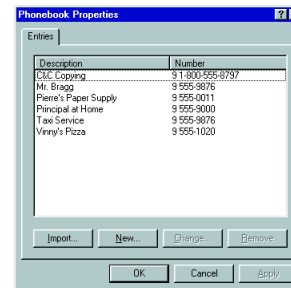 Phonebook Properties
Entries
Description Number
C&C Copying 9 1-800-555-8797
Mr. Bragg 9 555-9876
Pierre's Paper Supply 9 555-0011
Principal at Home 9 555-9000
Taxi Service 9 555-9876
Vinny's Pizza 9 555-1020
Import... New... Change... Remove
OK Cancel Apply